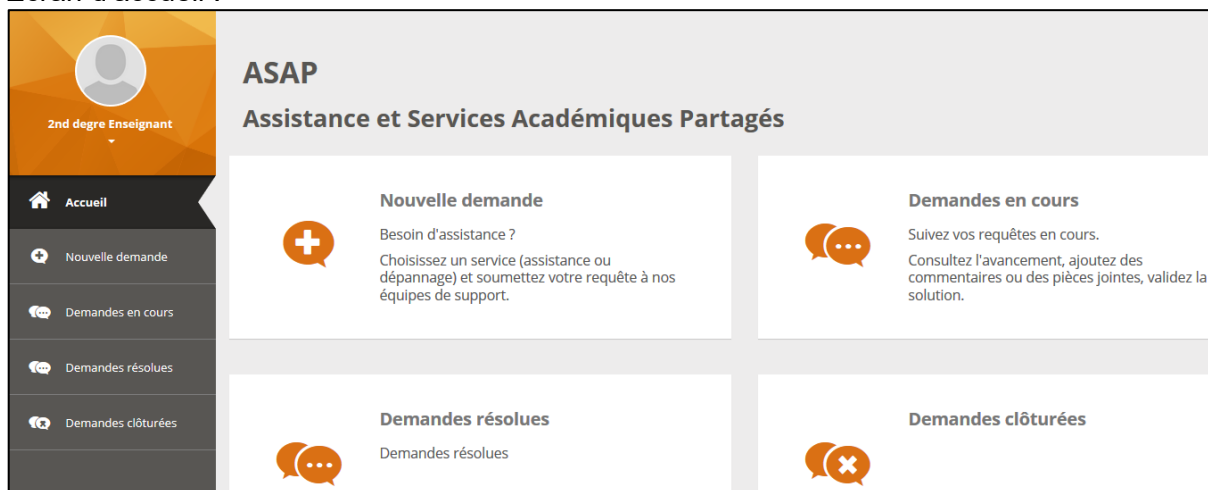 Ecran d'accueil :
2nd degre Enseignant
Accueil
Nouvelle demande
Demandes en cours
Demandes résolues
Demandes clôturées
ASAP
Assistance et Services Académiques Partagés
Nouvelle demande
Besoin d'assistance ?
Choisissez un service (assistance ou
dépannage) et soumettez votre requête à nos
équipes de support.
Demandes en cours
Suivez vos requêtes en cours.
Consultez l'avancement, ajoutez des
commentaires ou des pièces jointes, validez la
solution.
Demandes résolues
Demandes résolues
Demandes clôturées